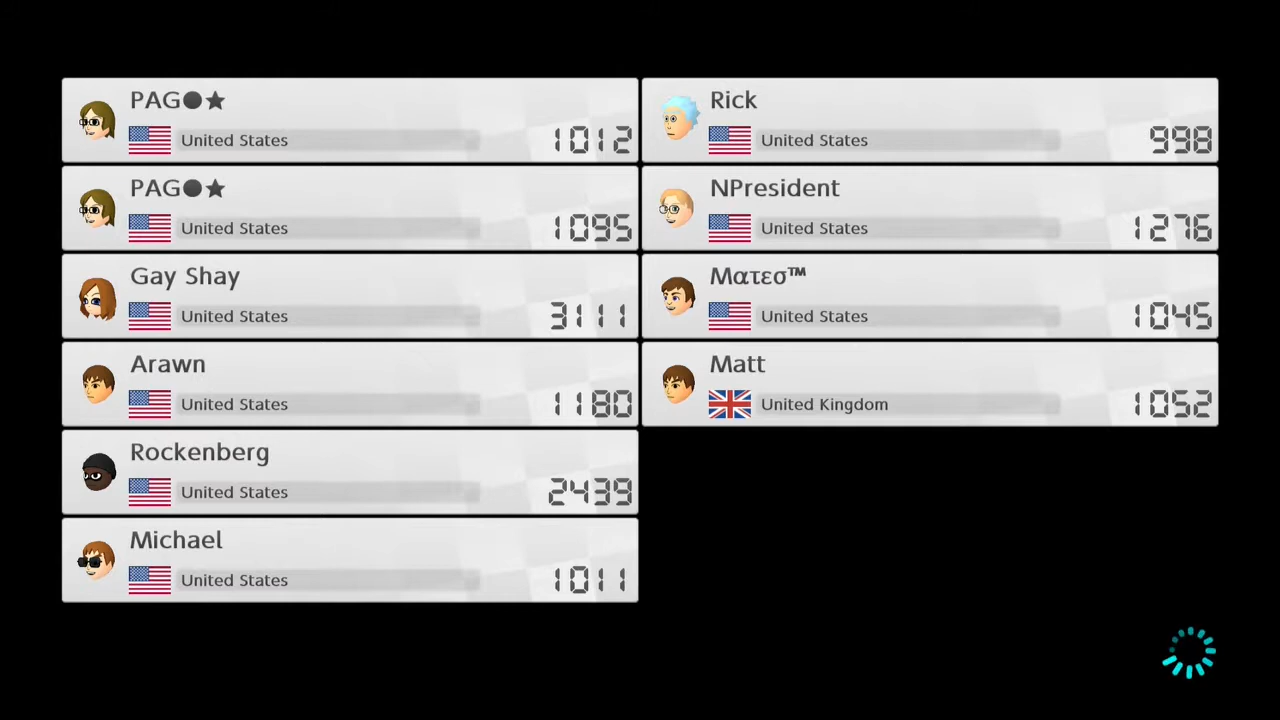 PAG●★
United States
1012
PAG●★
United States
1095
Gay Shay
United States
3111
Arawn
United States
1180
Rockenberg
United States
2439
Michael
United States
1011
Rick
United States
998
NPresident
United States
1276
Ματεσ™
United States
1045
Matt
United Kingdom
1052